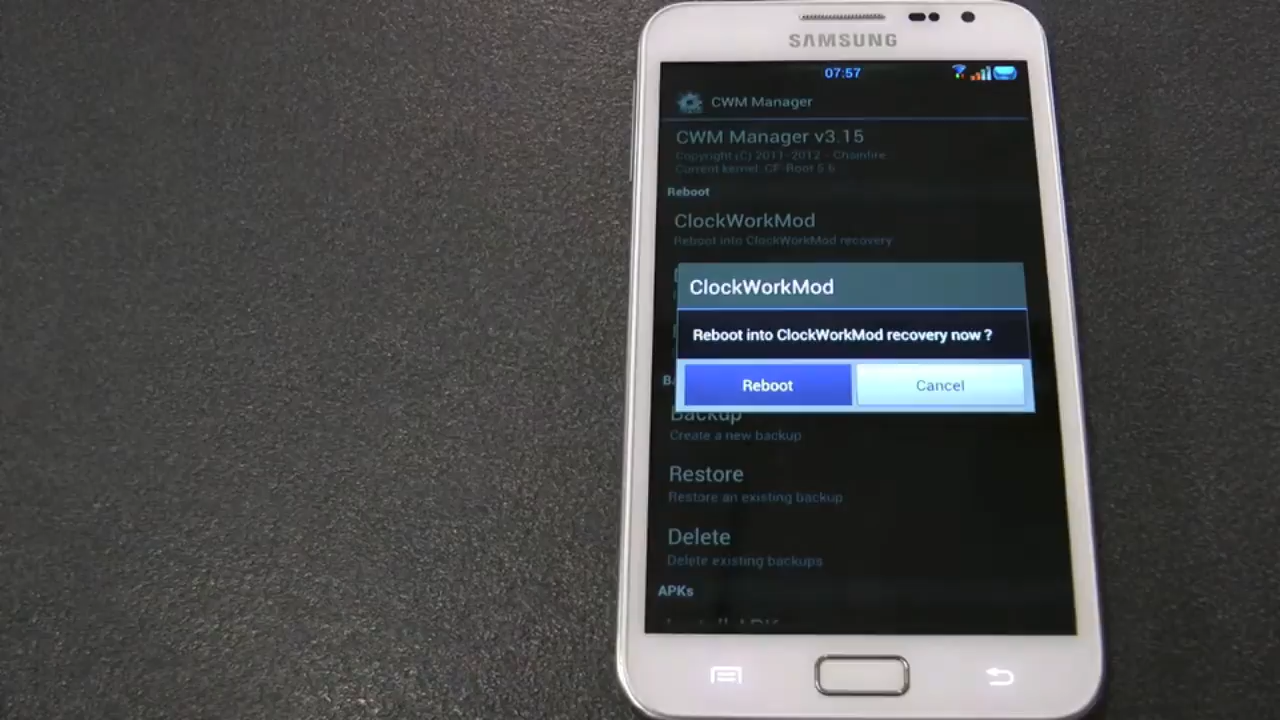 SAMSUNG
07:57
CWM Manager
CWM Manager v3.15
Copyright (C) 2011-2012 - Chainfire
Current kernel: CF-Root 5.6
Reboot
ClockWorkMod
Reboot into ClockWorkMod recovery
ClockWorkMod
Reboot into ClockWorkMod recovery now ?
Reboot Cancel
Backup
Create a new backup
Restore
Restore an existing backup
Delete
Delete existing backups
APKs